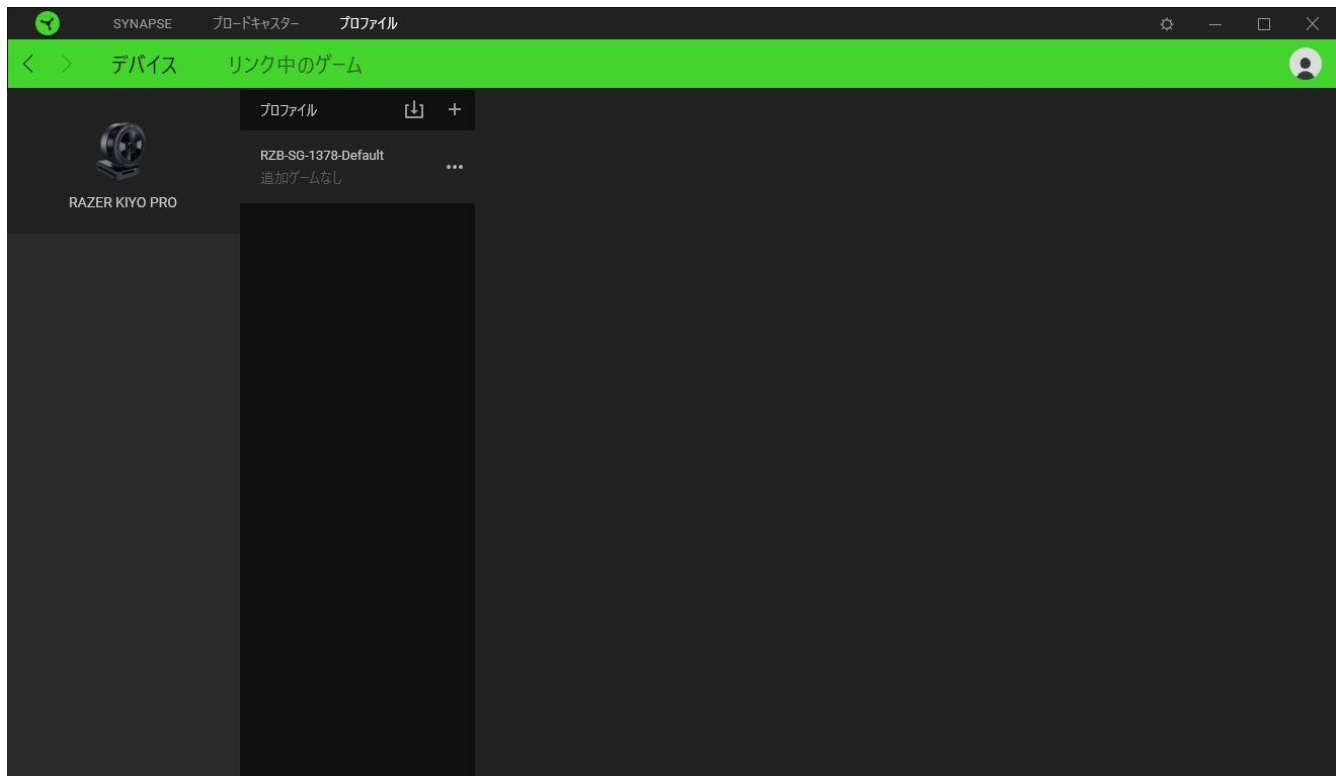 SYNAPSE ブロードキャスター プロファイル
デバイス リンク中のゲーム
プロファイル
RZB-SG-1378-Default
追加ゲームなし
RAZER KIYO PRO